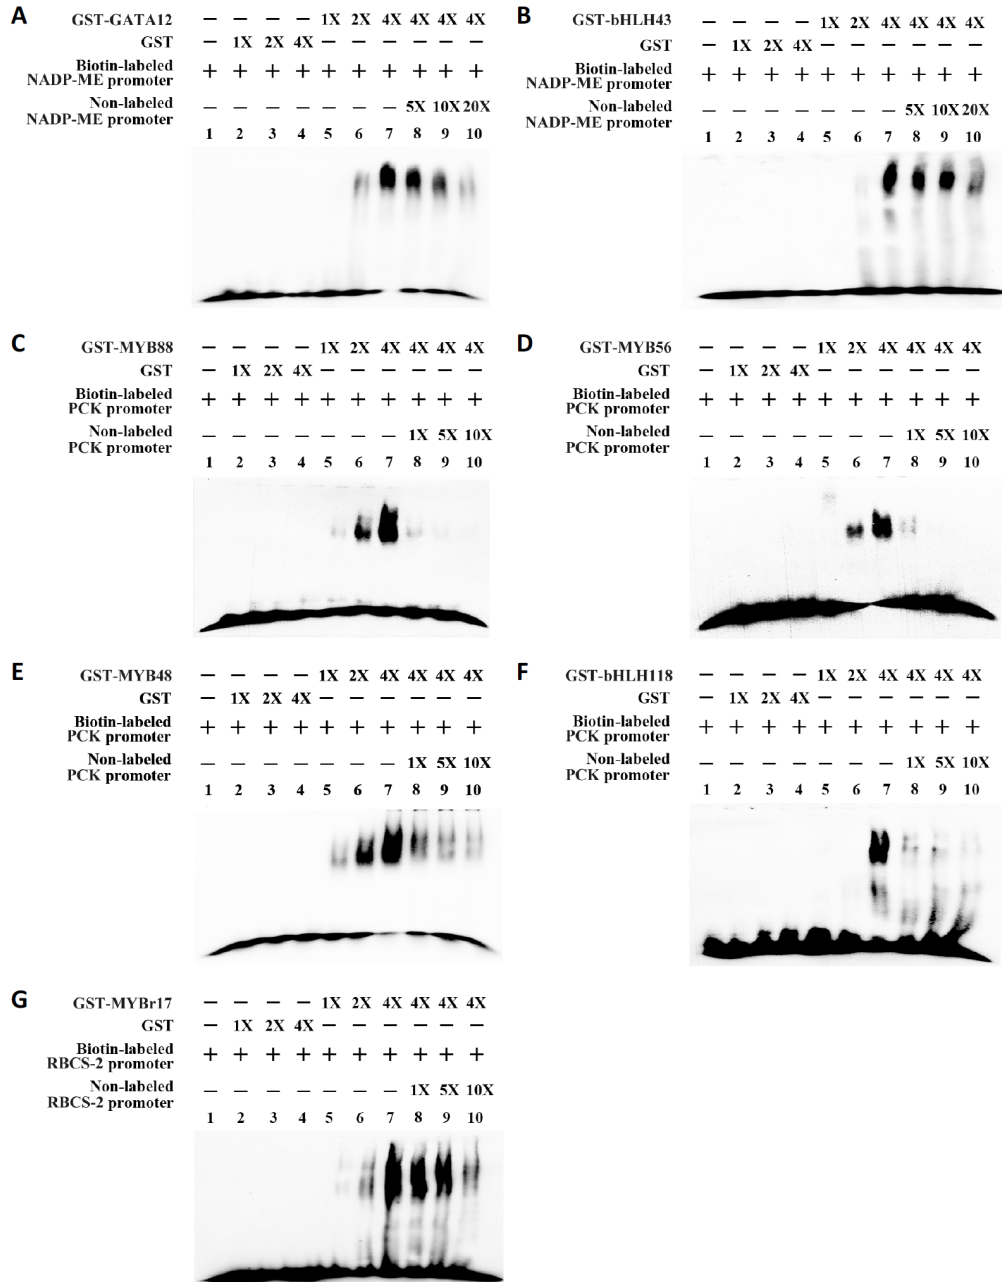 A
GST-GATA12 − − − − 1X 2X 4X 4X 4X 4X
GST − 1X 2X 4X − − − − − −
Biotin-labeled
NADP-ME promoter + + + + + + + + + +
Non-labeled
NADP-ME promoter − − − − − − − 5X 10X 20X
1 2 3 4 5 6 7 8 9 10
B
GST-bHLH43 − − − − 1X 2X 4X 4X 4X 4X
GST − 1X 2X 4X − − − − − −
Biotin-labeled
NADP-ME promoter + + + + + + + + + +
Non-labeled
NADP-ME promoter − − − − − − − 5X 10X 20X
1 2 3 4 5 6 7 8 9 10
C
GST-MYB88 − − − − 1X 2X 4X 4X 4X 4X
GST − 1X 2X 4X − − − − − −
Biotin-labeled
PCK promoter + + + + + + + + + +
Non-labeled
PCK promoter − − − − − − − 1X 5X 10X
1 2 3 4 5 6 7 8 9 10
D
GST-MYB56 − − − − 1X 2X 4X 4X 4X 4X
GST − 1X 2X 4X − − − − − −
Biotin-labeled
PCK promoter + + + + + + + + + +
Non-labeled
PCK promoter − − − − − − − 1X 5X 10X
1 2 3 4 5 6 7 8 9 10
E
GST-MYB48 − − − − 1X 2X 4X 4X 4X 4X
GST − 1X 2X 4X − − − − − −
Biotin-labeled
PCK promoter + + + + + + + + + +
Non-labeled
PCK promoter − − − − − − − 1X 5X 10X
1 2 3 4 5 6 7 8 9 10
F
GST-bHLH118 − − − − 1X 2X 4X 4X 4X 4X
GST − 1X 2X 4X − − − − − −
Biotin-labeled
PCK promoter + + + + + + + + + +
Non-labeled
PCK promoter − − − − − − − 1X 5X 10X
1 2 3 4 5 6 7 8 9 10
G
GST-MYBr17 − − − − 1X 2X 4X 4X 4X 4X
GST − 1X 2X 4X − − − − − −
Biotin-labeled
RBCS-2 promoter + + + + + + + + + +
Non-labeled
RBCS-2 promoter − − − − − − − 1X 5X 10X
1 2 3 4 5 6 7 8 9 10